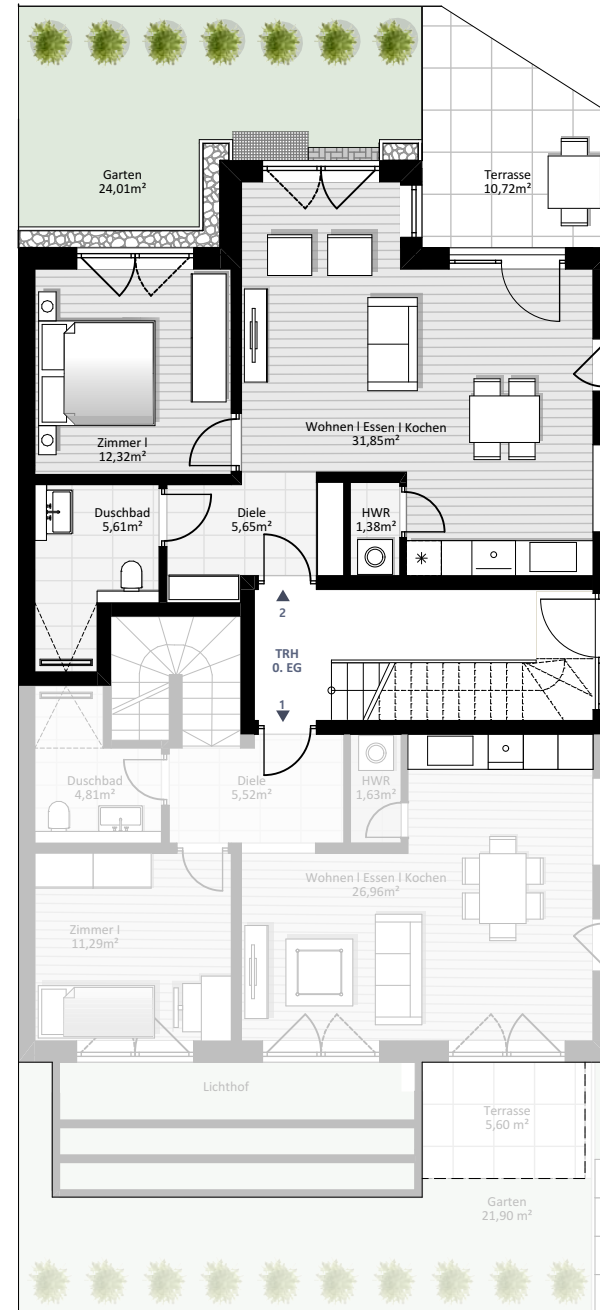 Garten
24,01m²
Terrasse
10,72m²
Wohnen I Essen I Kochen
31,85m²
Zimmer I
12,32m²
Duschbad
5,61m²
Diele
5,65m²
HWR
1,38m²
2
TRH
0. EG
1
Duschbad
4,81m²
Diele
5,52m²
HWR
1,63m²
Wohnen I Essen I Kochen
26,96m²
Zimmer I
11,29m²
Lichthof
Terrasse
5,60 m²
Garten
21,90 m²